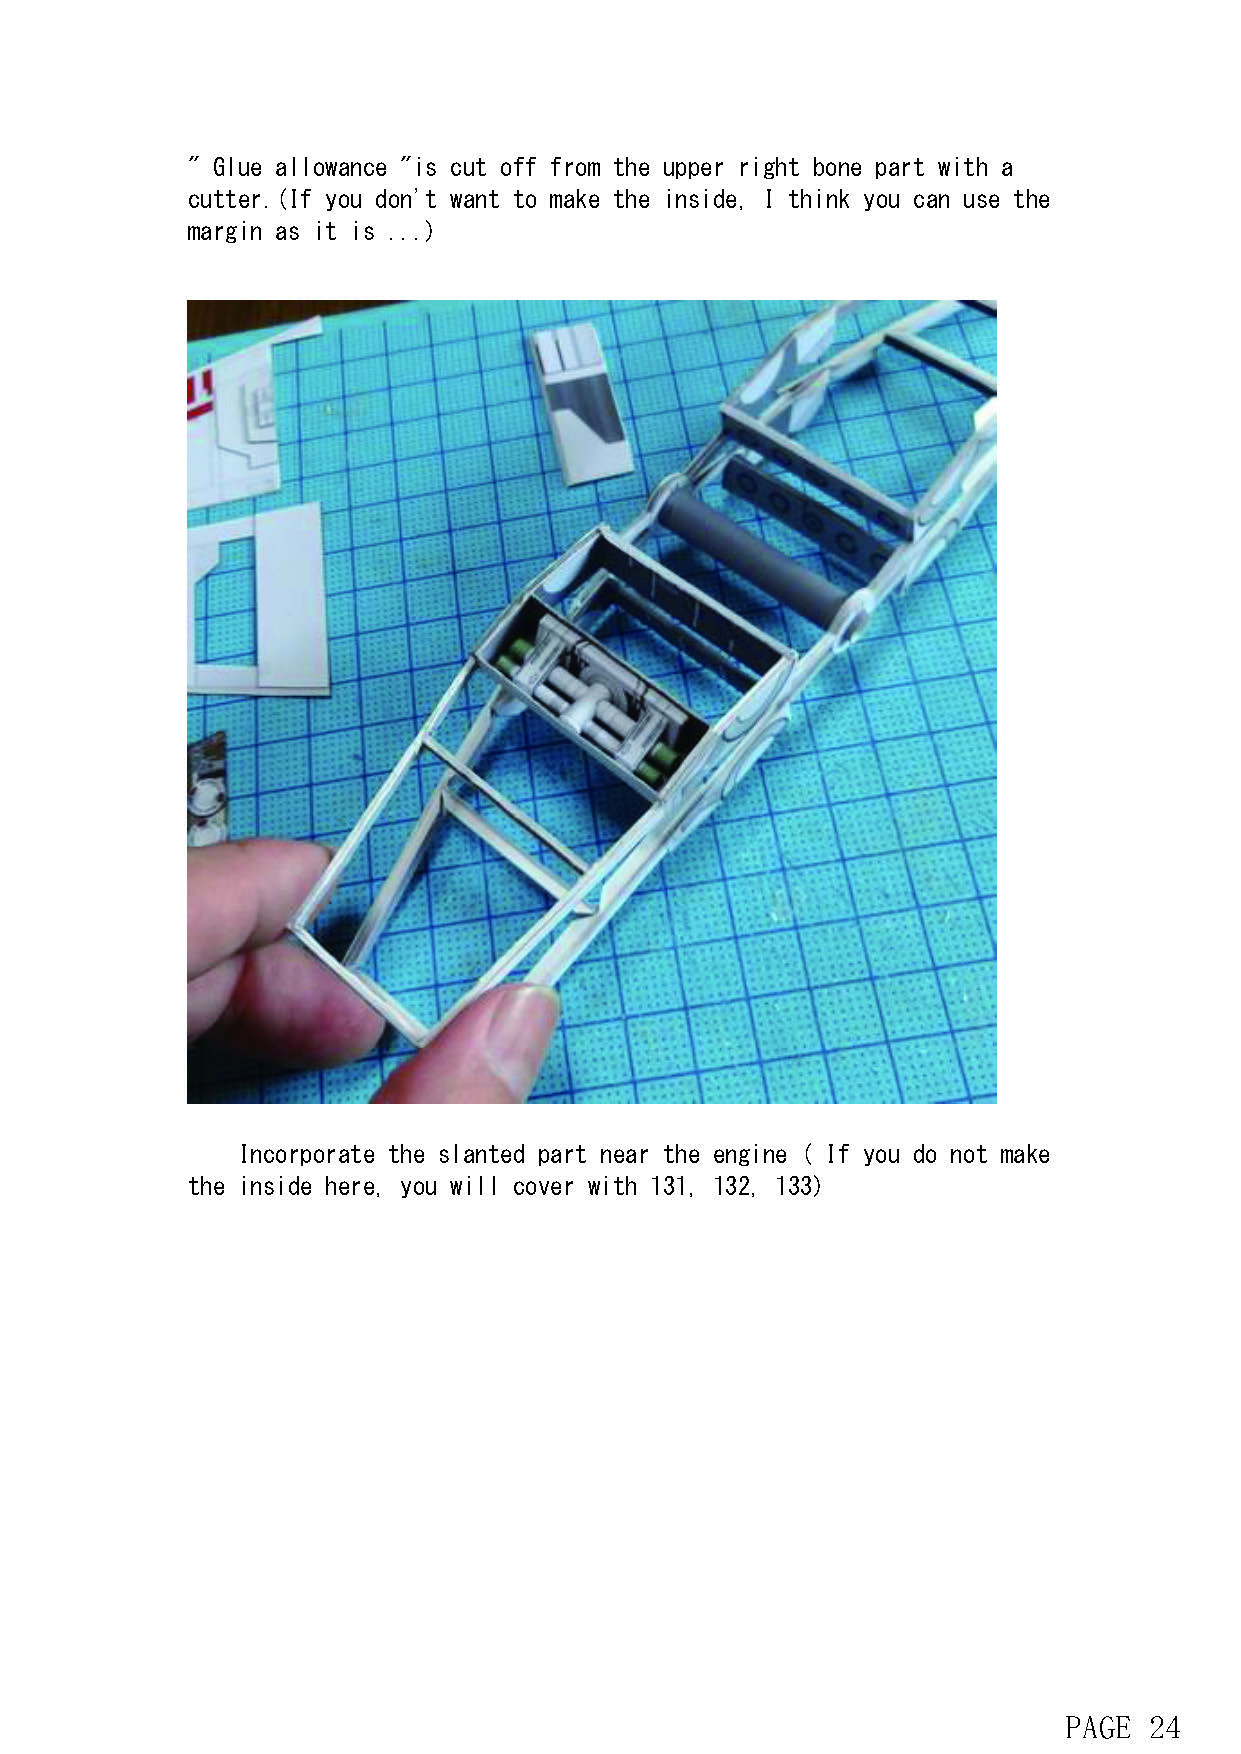 " Glue allowance "is cut off from the upper right bone part with a
cutter.(If you don't want to make the inside, I think you can use the
margin as it is ...)
Incorporate the slanted part near the engine ( If you do not make
the inside here, you will cover with 131, 132, 133)
PAGE 24